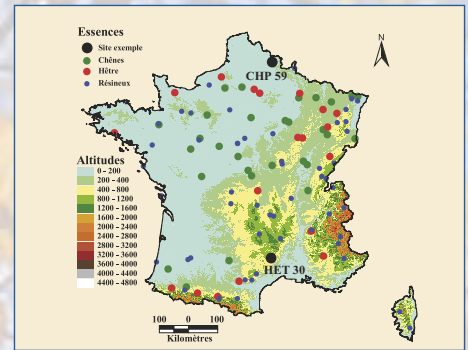 Essences
Site exemple
Chênes
Hêtre
Résineux
N
CHP 59
Altitudes
0 - 200
200 - 400
400 - 800
800 - 1200
1200 - 1600
1600 - 2000
2000 - 2400
2400 - 2800
2800 - 3200
3200 - 3600
3600 - 4000
4000 - 4400
4400 - 4800
HET 30
100 0 100
Kilomètres